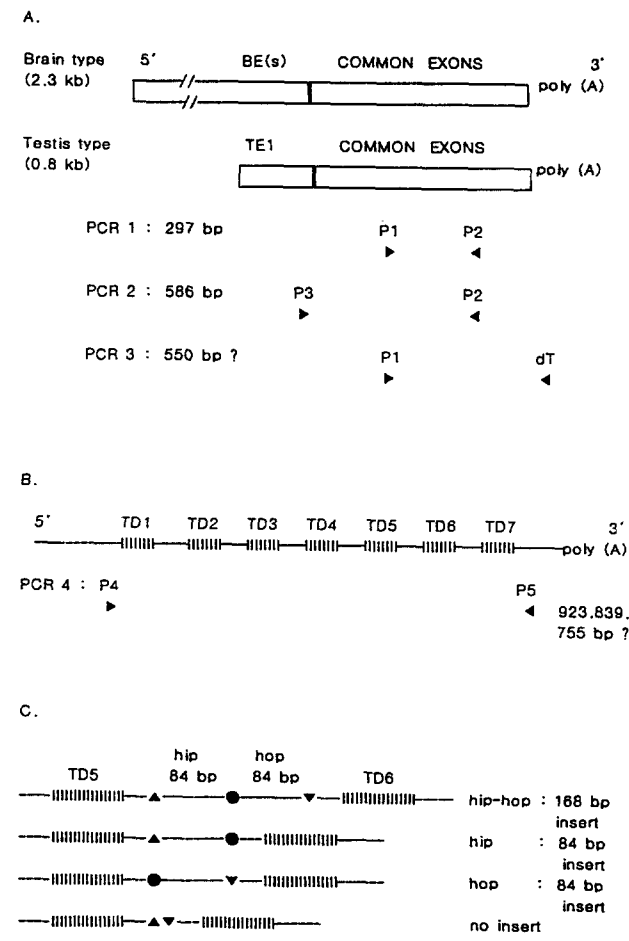 A.
Brain type 5' BE(s) COMMON EXONS 3'
(2.3 kb) poly (A)
Testis type TE1 COMMON EXONS
(0.8 kb) poly (A)
PCR 1 : 297 bp P1 P2
PCR 2 : 586 bp P3 P2
PCR 3 : 550 bp ? P1 dT
B.
5' TD1 TD2 TD3 TD4 TD5 TD6 TD7 3'
poly (A)
PCR 4 : P4 P5
923.839.
755 bp ?
C.
hip hop
TD5 84 bp 84 bp TD6
hip-hop : 168 bp
insert
hip : 84 bp
insert
hop : 84 bp
insert
no insert